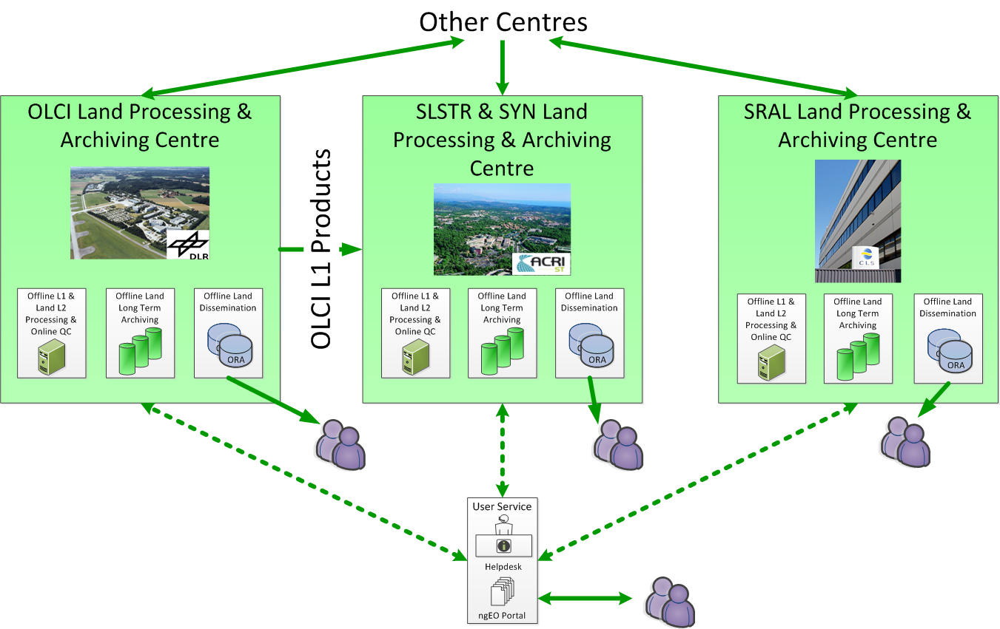 Other Centres
OLCI Land Processing &
Archiving Centre
DLR
Offline L1 &
Land L2
Processing &
Online QC
Offline Land
Long Term
Archiving
Offline Land
Dissemination
ORA
OLCI L1 Products
SLSTR & SYN Land
Processing & Archiving
Centre
ACRI
ST
Offline L1 &
Land L2
Processing &
Online QC
Offline Land
Long Term
Archiving
Offline Land
Dissemination
ORA
SRAL Land Processing &
Archiving Centre
CLS
Offline L1 &
Land L2
Processing &
Online QC
Offline Land
Long Term
Archiving
Offline Land
Dissemination
ORA
User Service
i
Helpdesk
ngEO Portal